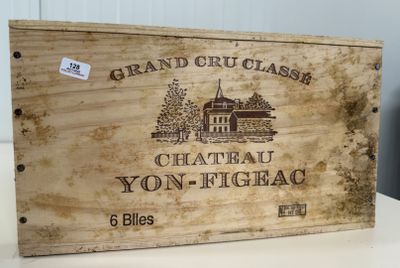 128
GRAND CRU CLASSÉ
CHATEAU
YON-FIGEAC
6 Blles